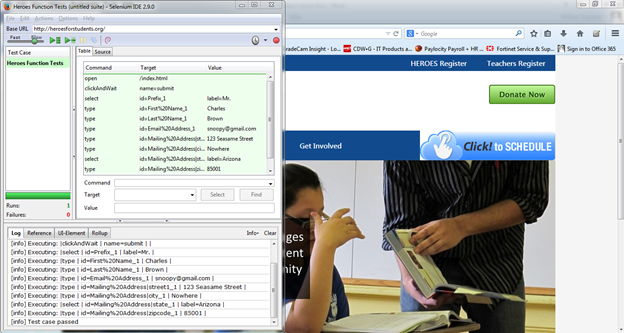 Heroes Function Tests (untitled suite) - Selenium IDE 2.9.0
File Edit Actions Options Help
Base URL http://heroesforstudents.org/
Fast Slow
Test Case
Heroes Function Tests
Table Source
Command Target Value
open /index.html
clickAndWait name=submit
select id=Prefix_1 label=Mr.
type id=First%20Name_1 Charles
type id=Last%20Name_1 Brown
type id=Email%20Address_1 snoopy@gmail.com
type id=Mailing%20Address|str... 123 Seasame Street
type id=Mailing%20Address|cit... Nowhere
select id=Mailing%20Address|st... label=Arizona
type id=Mailing%20Address|zi... 85001
Command
Target Select Find
Value
Runs: 1
Failures: 0
Log Reference UI-Element Rollup Info Clear
[info] Executing: |clickAndWait | name=submit | |
[info] Executing: |select | id=Prefix_1 | label=Mr. |
[info] Executing: |type | id=First%20Name_1 | Charles |
[info] Executing: |type | id=Last%20Name_1 | Brown |
[info] Executing: |type | id=Email%20Address_1 | snoopy@gmail.com |
[info] Executing: |type | id=Mailing%20Address|street1_1 | 123 Seasame Street |
[info] Executing: |type | id=Mailing%20Address|city_1 | Nowhere |
[info] Executing: |select | id=Mailing%20Address|state_1 | label=Arizona |
[info] Executing: |type | id=Mailing%20Address|zipcode_1 | 85001 |
[info] Test case passed
Google
tradeCam Insight - Lo... CDW•G - IT Products a... Paylocity Payroll + HR ... Fortinet Service & Sup... Sign in to Office 365
HEROES Register Teachers Register
Donate Now
Get Involved
Click! to SCHEDULE
ges
ent
nity